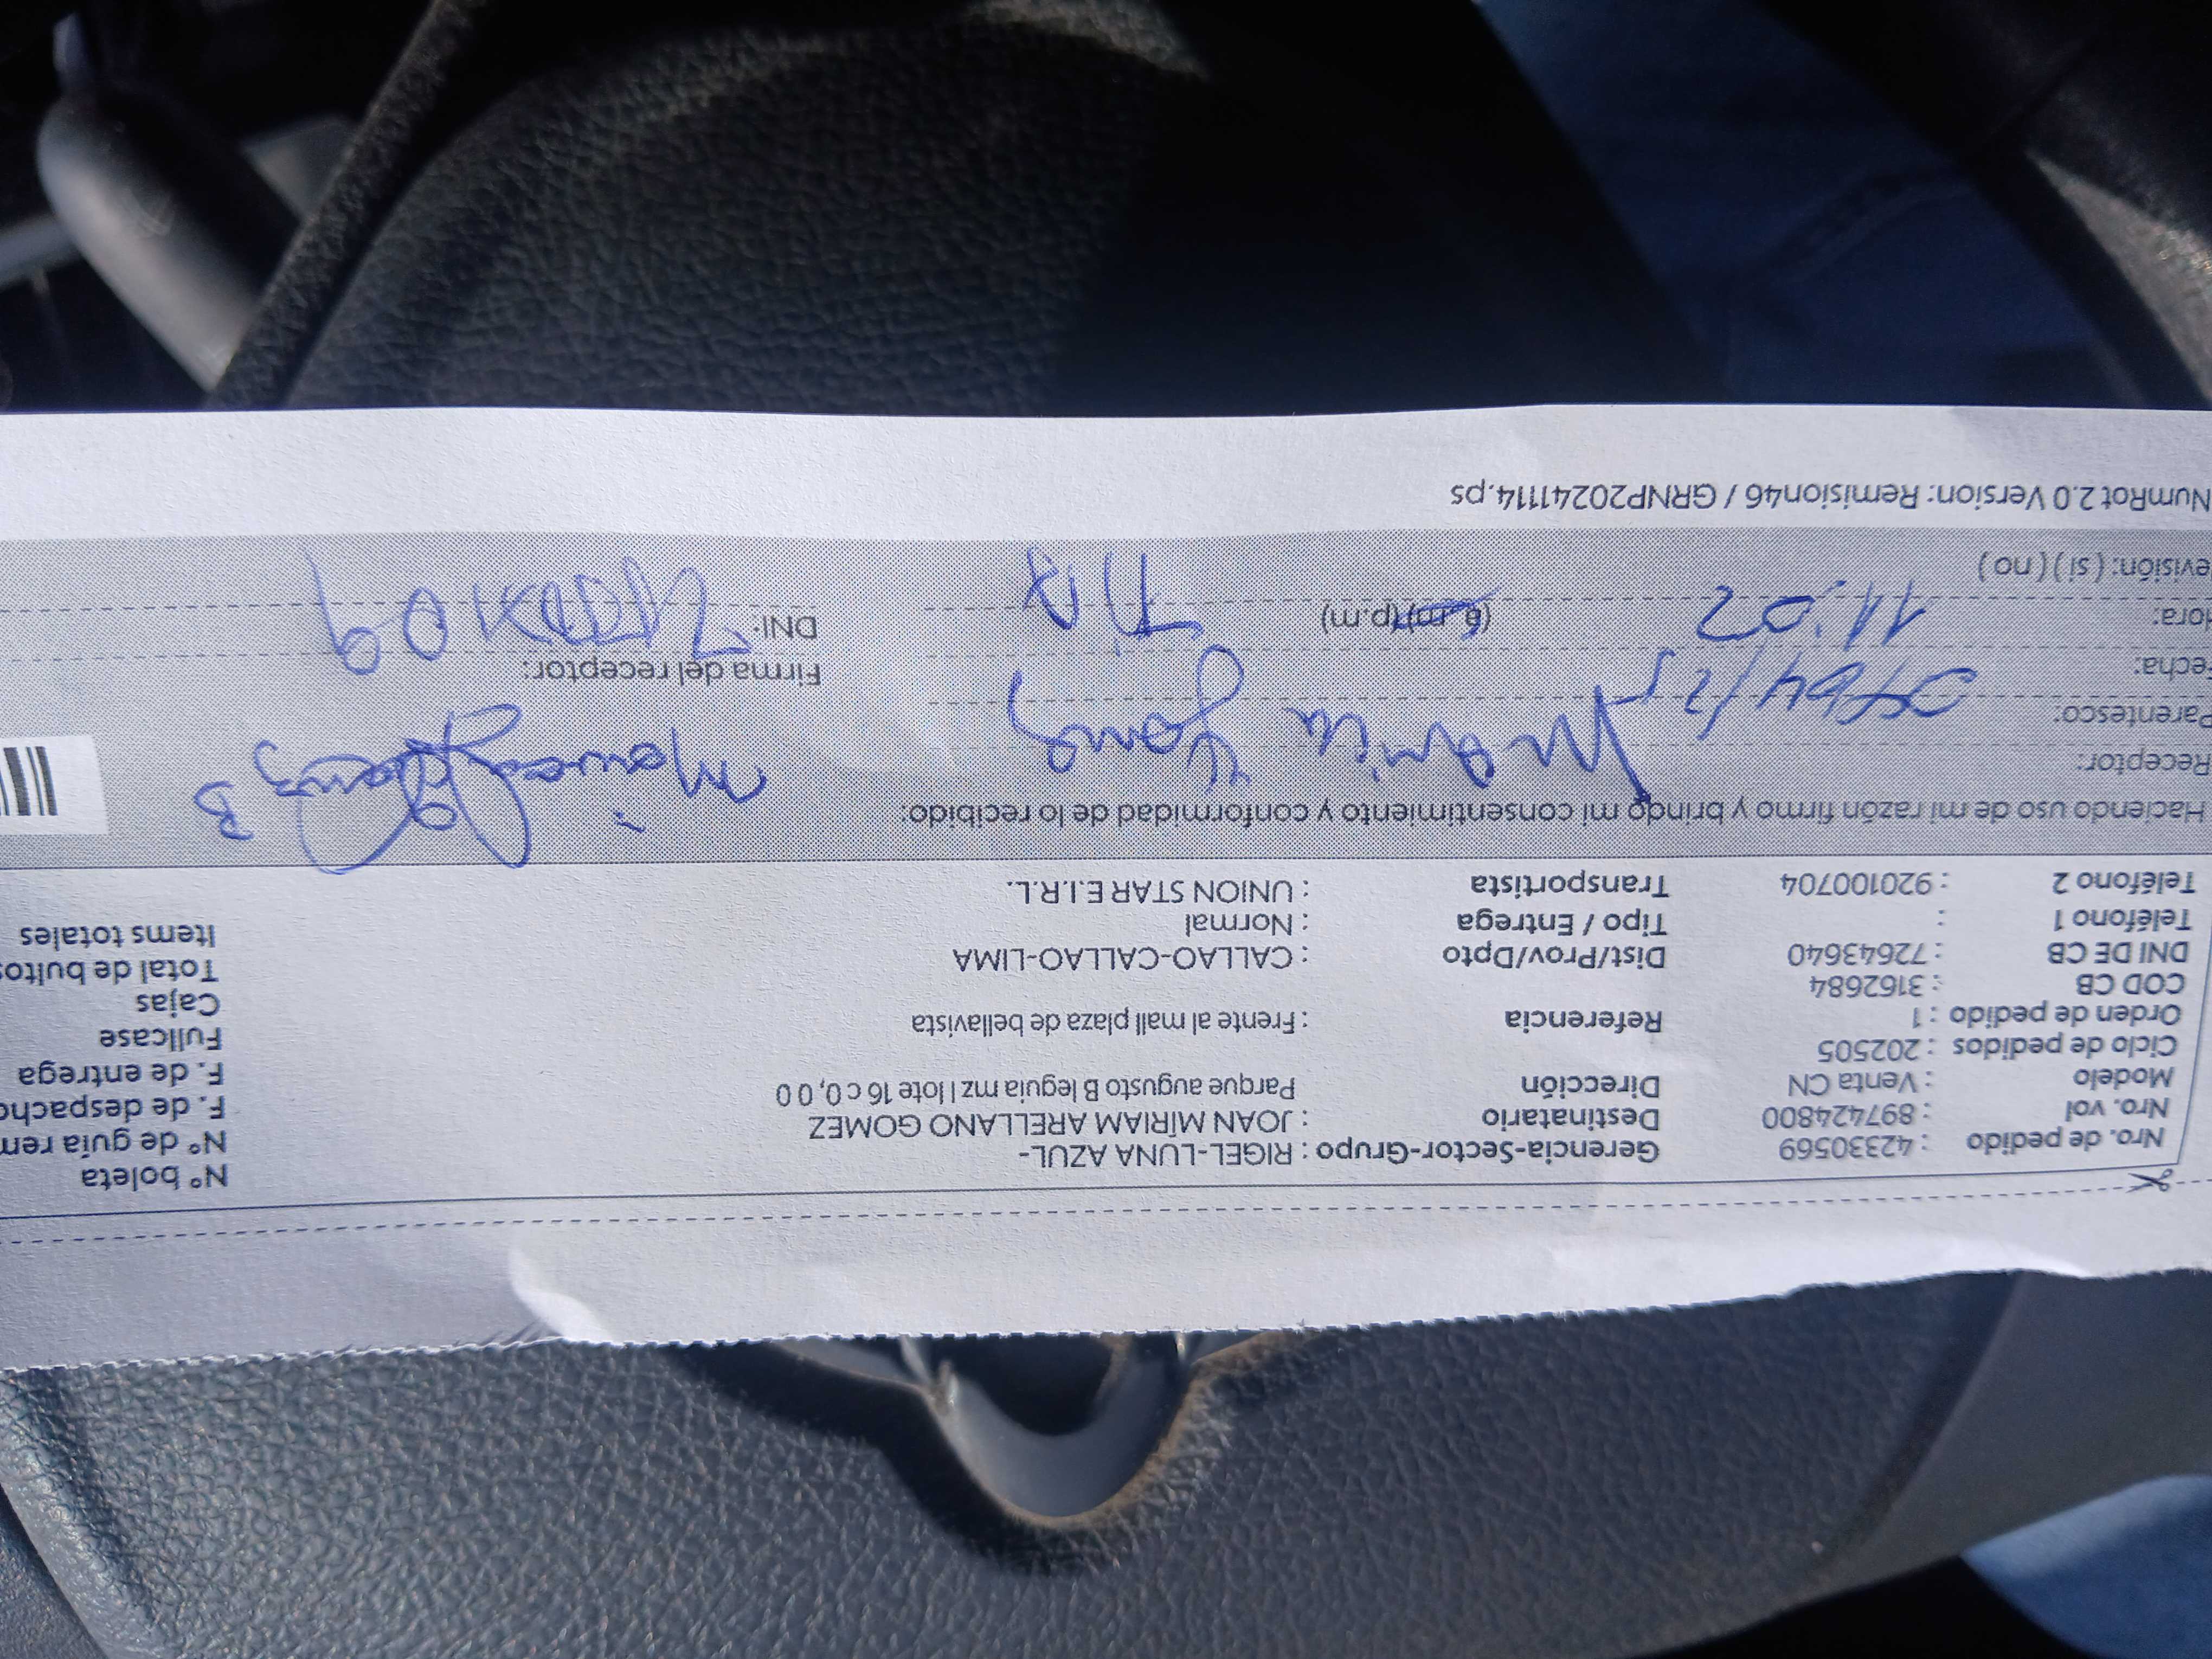 Nº boleta
Nro. de pedido : 42330569 Gerencia-Sector-Grupo : RIGEL-LUNA AZUL-
Nº de guía rem
Nro. vol : 897424800 Destinatario : JOAN MÍRIAM ARELLANO GOMEZ
F. de despacho
Modelo : Venta CN Dirección Parque augusto B leguia mz I lote 16 c 0, 0 0
F. de entrega
Ciclo de pedidos : 202505
Fullcase
Orden de pedido : 1 Referencia : Frente al mall plaza de bellavista
Cajas
COD CB : 3162684
Total de bultos
DNI DE CB : 72643640 Dist/Prov/Dpto : CALLAO-CALLAO-LIMA
Items totales
Teléfono 1 : Tipo / Entrega : Normal
Teléfono 2 : 920100704 Transportista : UNION STAR E.I.R.L.
Haciendo uso de mi razón firmo y brindo mi consentimiento y conformidad de lo recibido:
Receptor:
Parentesco:
Firma del receptor:
Fecha:
DNI:
Hora: 11:02 (a.m)(p.m) TIA
evisión: ( si ) ( no )
NumRot 2.0 Version: Remision46 / GRNP20241114.ps